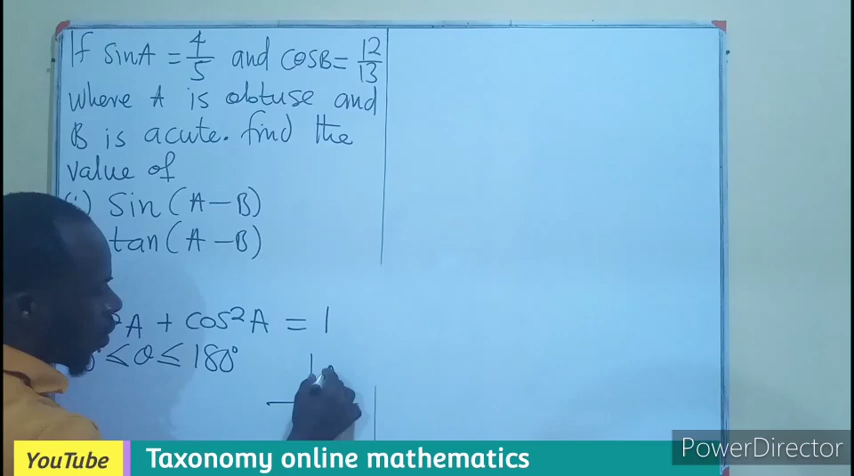 If sinA = 4/5 and cosB = 12/13
where A is obtuse and
B is acute. find the
value of
) sin(A-B)
tan(A-B)
²A + cos²A = 1
≤ θ ≤ 180°
YouTube Taxonomy online mathematics
PowerDirector